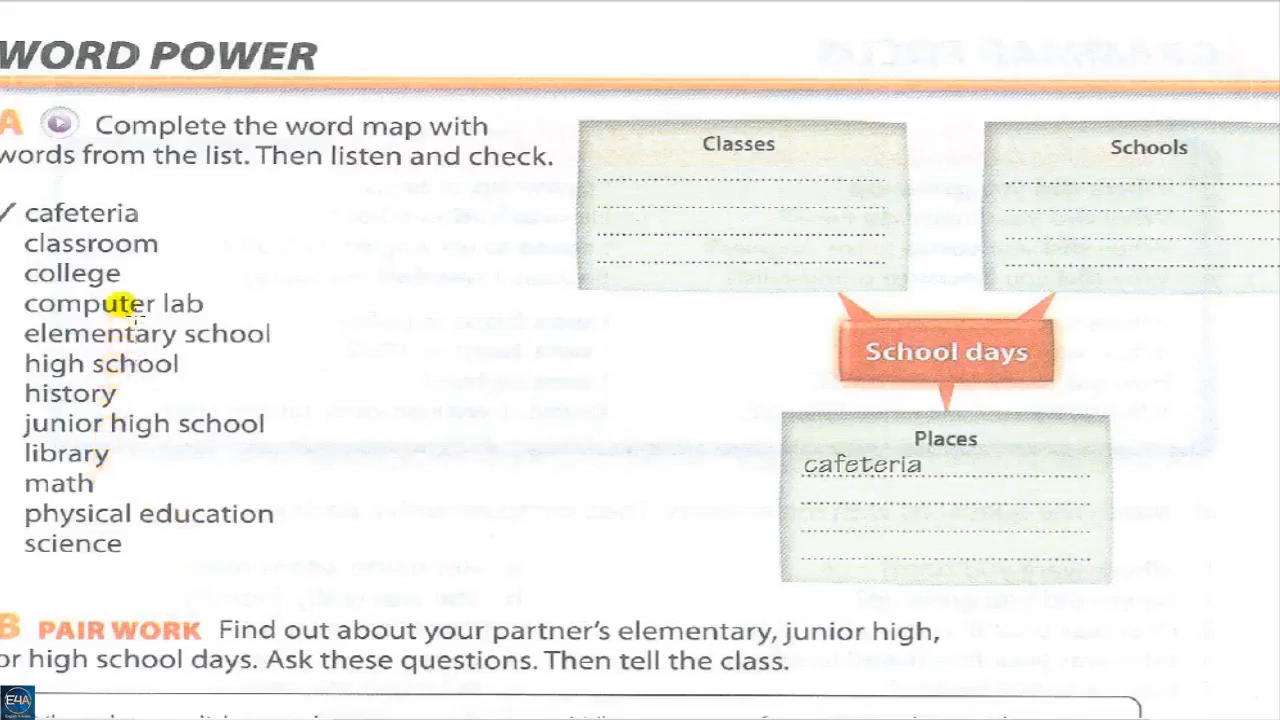 WORD POWER
A Complete the word map with
words from the list. Then listen and check.
✓ cafeteria
classroom
college
computer lab
elementary school
high school
history
junior high school
library
math
physical education
science
Classes
Schools
School days
Places
cafeteria
B PAIR WORK Find out about your partner's elementary, junior high,
or high school days. Ask these questions. Then tell the class.
E4A